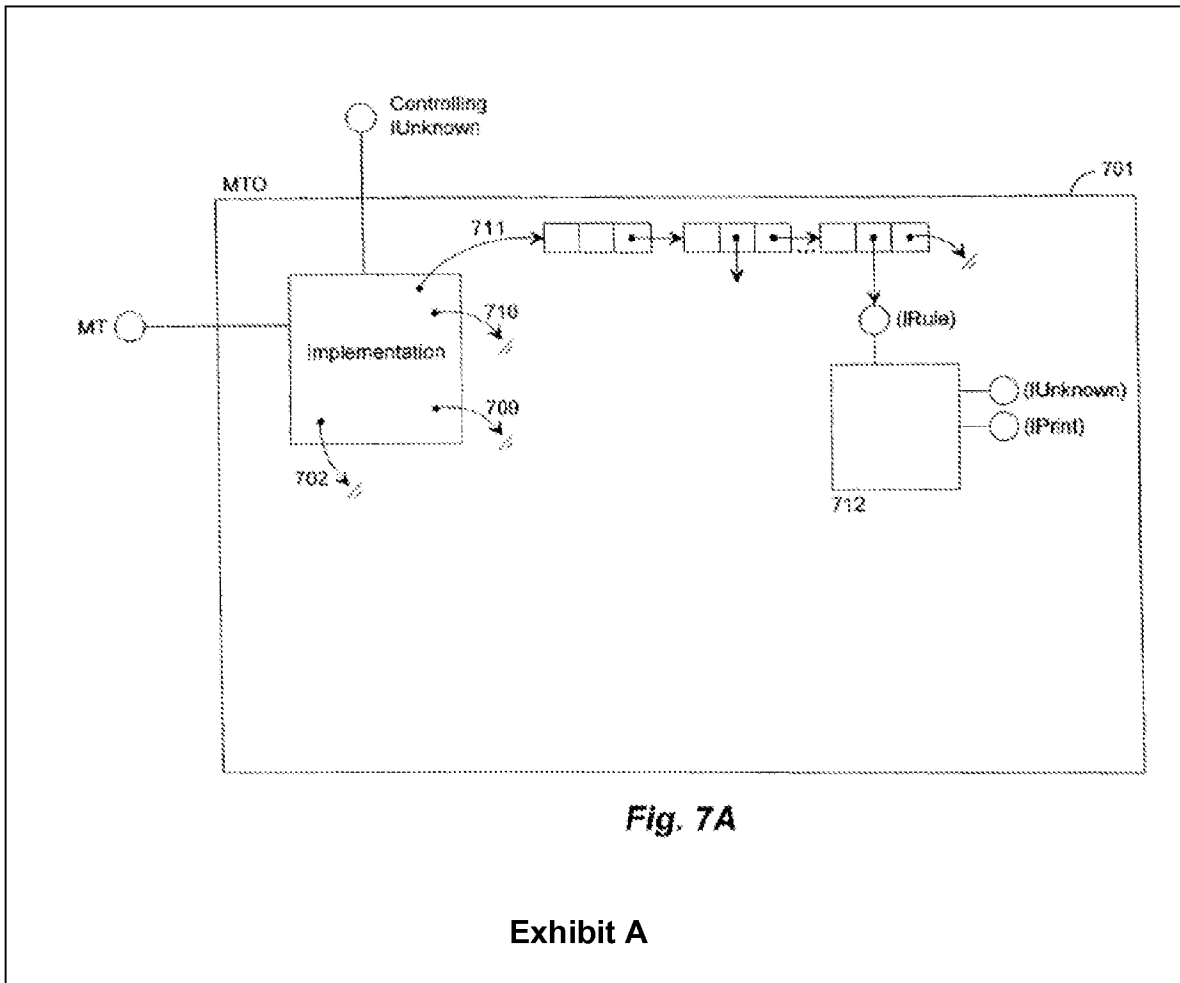 Controlling
IUnknown
MTO
701
711
MT
710
(IRule)
Implementation
(IUnknown)
709
(IPrint)
702
712
Fig. 7A
Exhibit A